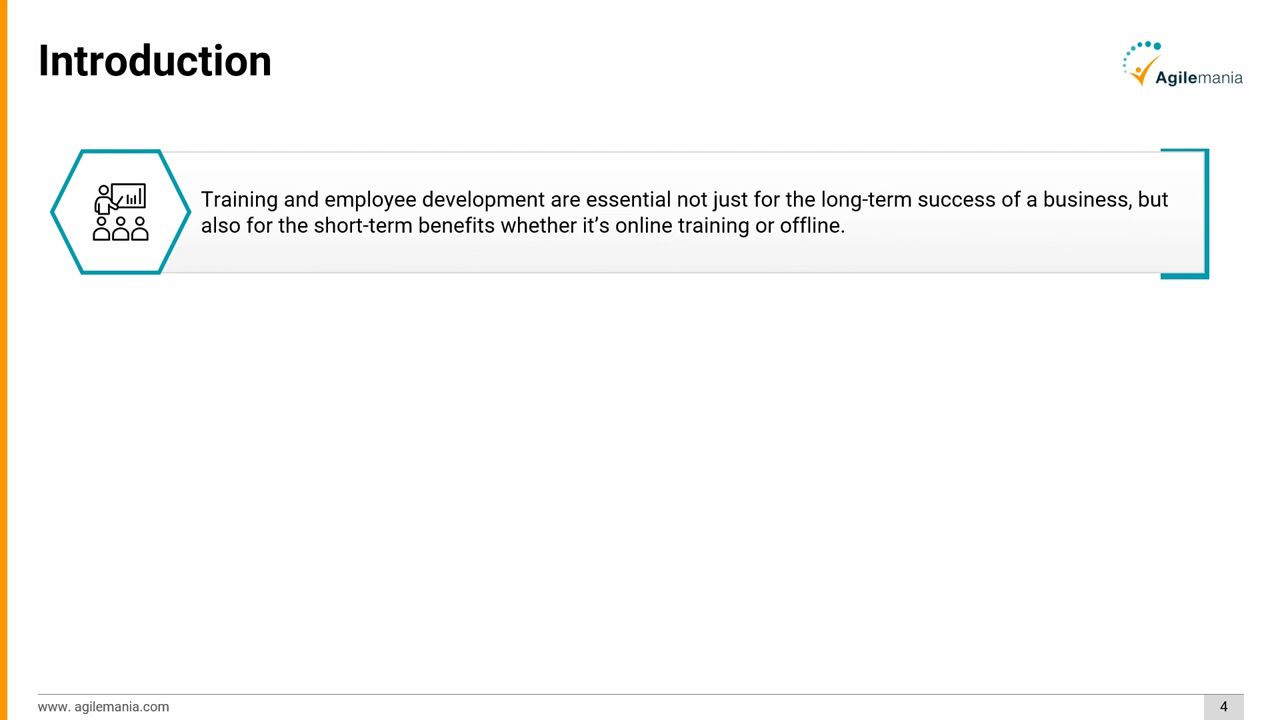 Introduction
Agilemania
Training and employee development are essential not just for the long-term success of a business, but
also for the short-term benefits whether it’s online training or offline.
www. agilemania.com
4